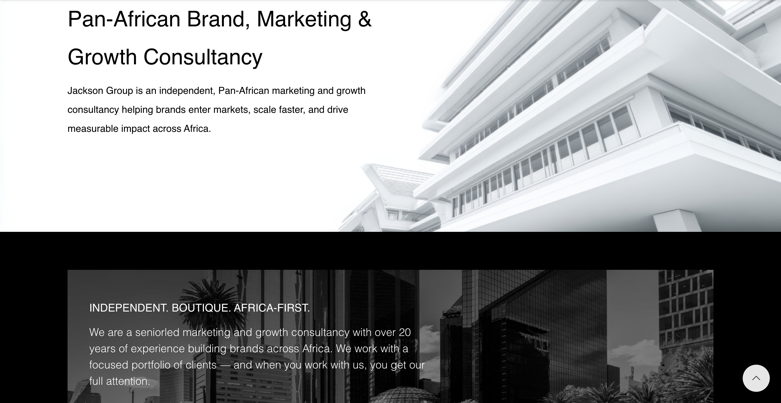 Pan-African Brand, Marketing &
Growth Consultancy
Jackson Group is an independent, Pan-African marketing and growth
consultancy helping brands enter markets, scale faster, and drive
measurable impact across Africa.
INDEPENDENT. BOUTIQUE. AFRICA-FIRST.
We are a seniorled marketing and growth consultancy with over 20
years of experience building brands across Africa. We work with a
focused portfolio of clients — and when you work with us, you get our
full attention.